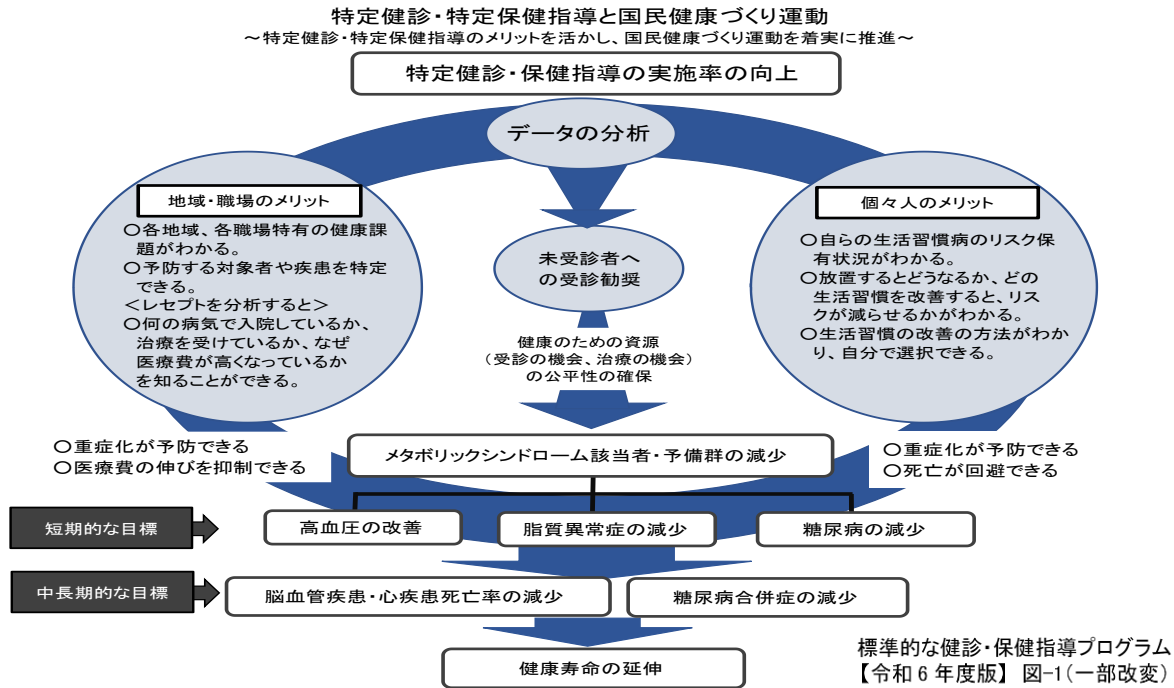 特定健診・特定保健指導と国民健康づくり運動
～特定健診・特定保健指導のメリットを活かし、国民健康づくり運動を着実に推進～
特定健診・保健指導の実施率の向上
データの分析
地域・職場のメリット
○各地域、各職場特有の健康課
題がわかる。
○予防する対象者や疾患を特定
できる。
＜レセプトを分析すると＞
○何の病気で入院しているか、
治療を受けているか、なぜ
医療費が高くなっているか
を知ることができる。
未受診者へ
の受診勧奨
健康のための資源
（受診の機会、治療の機会）
の公平性の確保
個々人のメリット
○自らの生活習慣病のリスク保
有状況がわかる。
○放置するとどうなるか、どの
生活習慣を改善すると、リス
クが減らせるかがわかる。
○生活習慣の改善の方法がわか
り、自分で選択できる。
○重症化が予防できる
○医療費の伸びを抑制できる
メタボリックシンドローム該当者・予備群の減少
○重症化が予防できる
○死亡が回避できる
短期的な目標
高血圧の改善
脂質異常症の減少
糖尿病の減少
中長期的な目標
脳血管疾患・心疾患死亡率の減少
糖尿病合併症の減少
健康寿命の延伸
標準的な健診・保健指導プログラム
【令和6年度版】 図-1（一部改変）